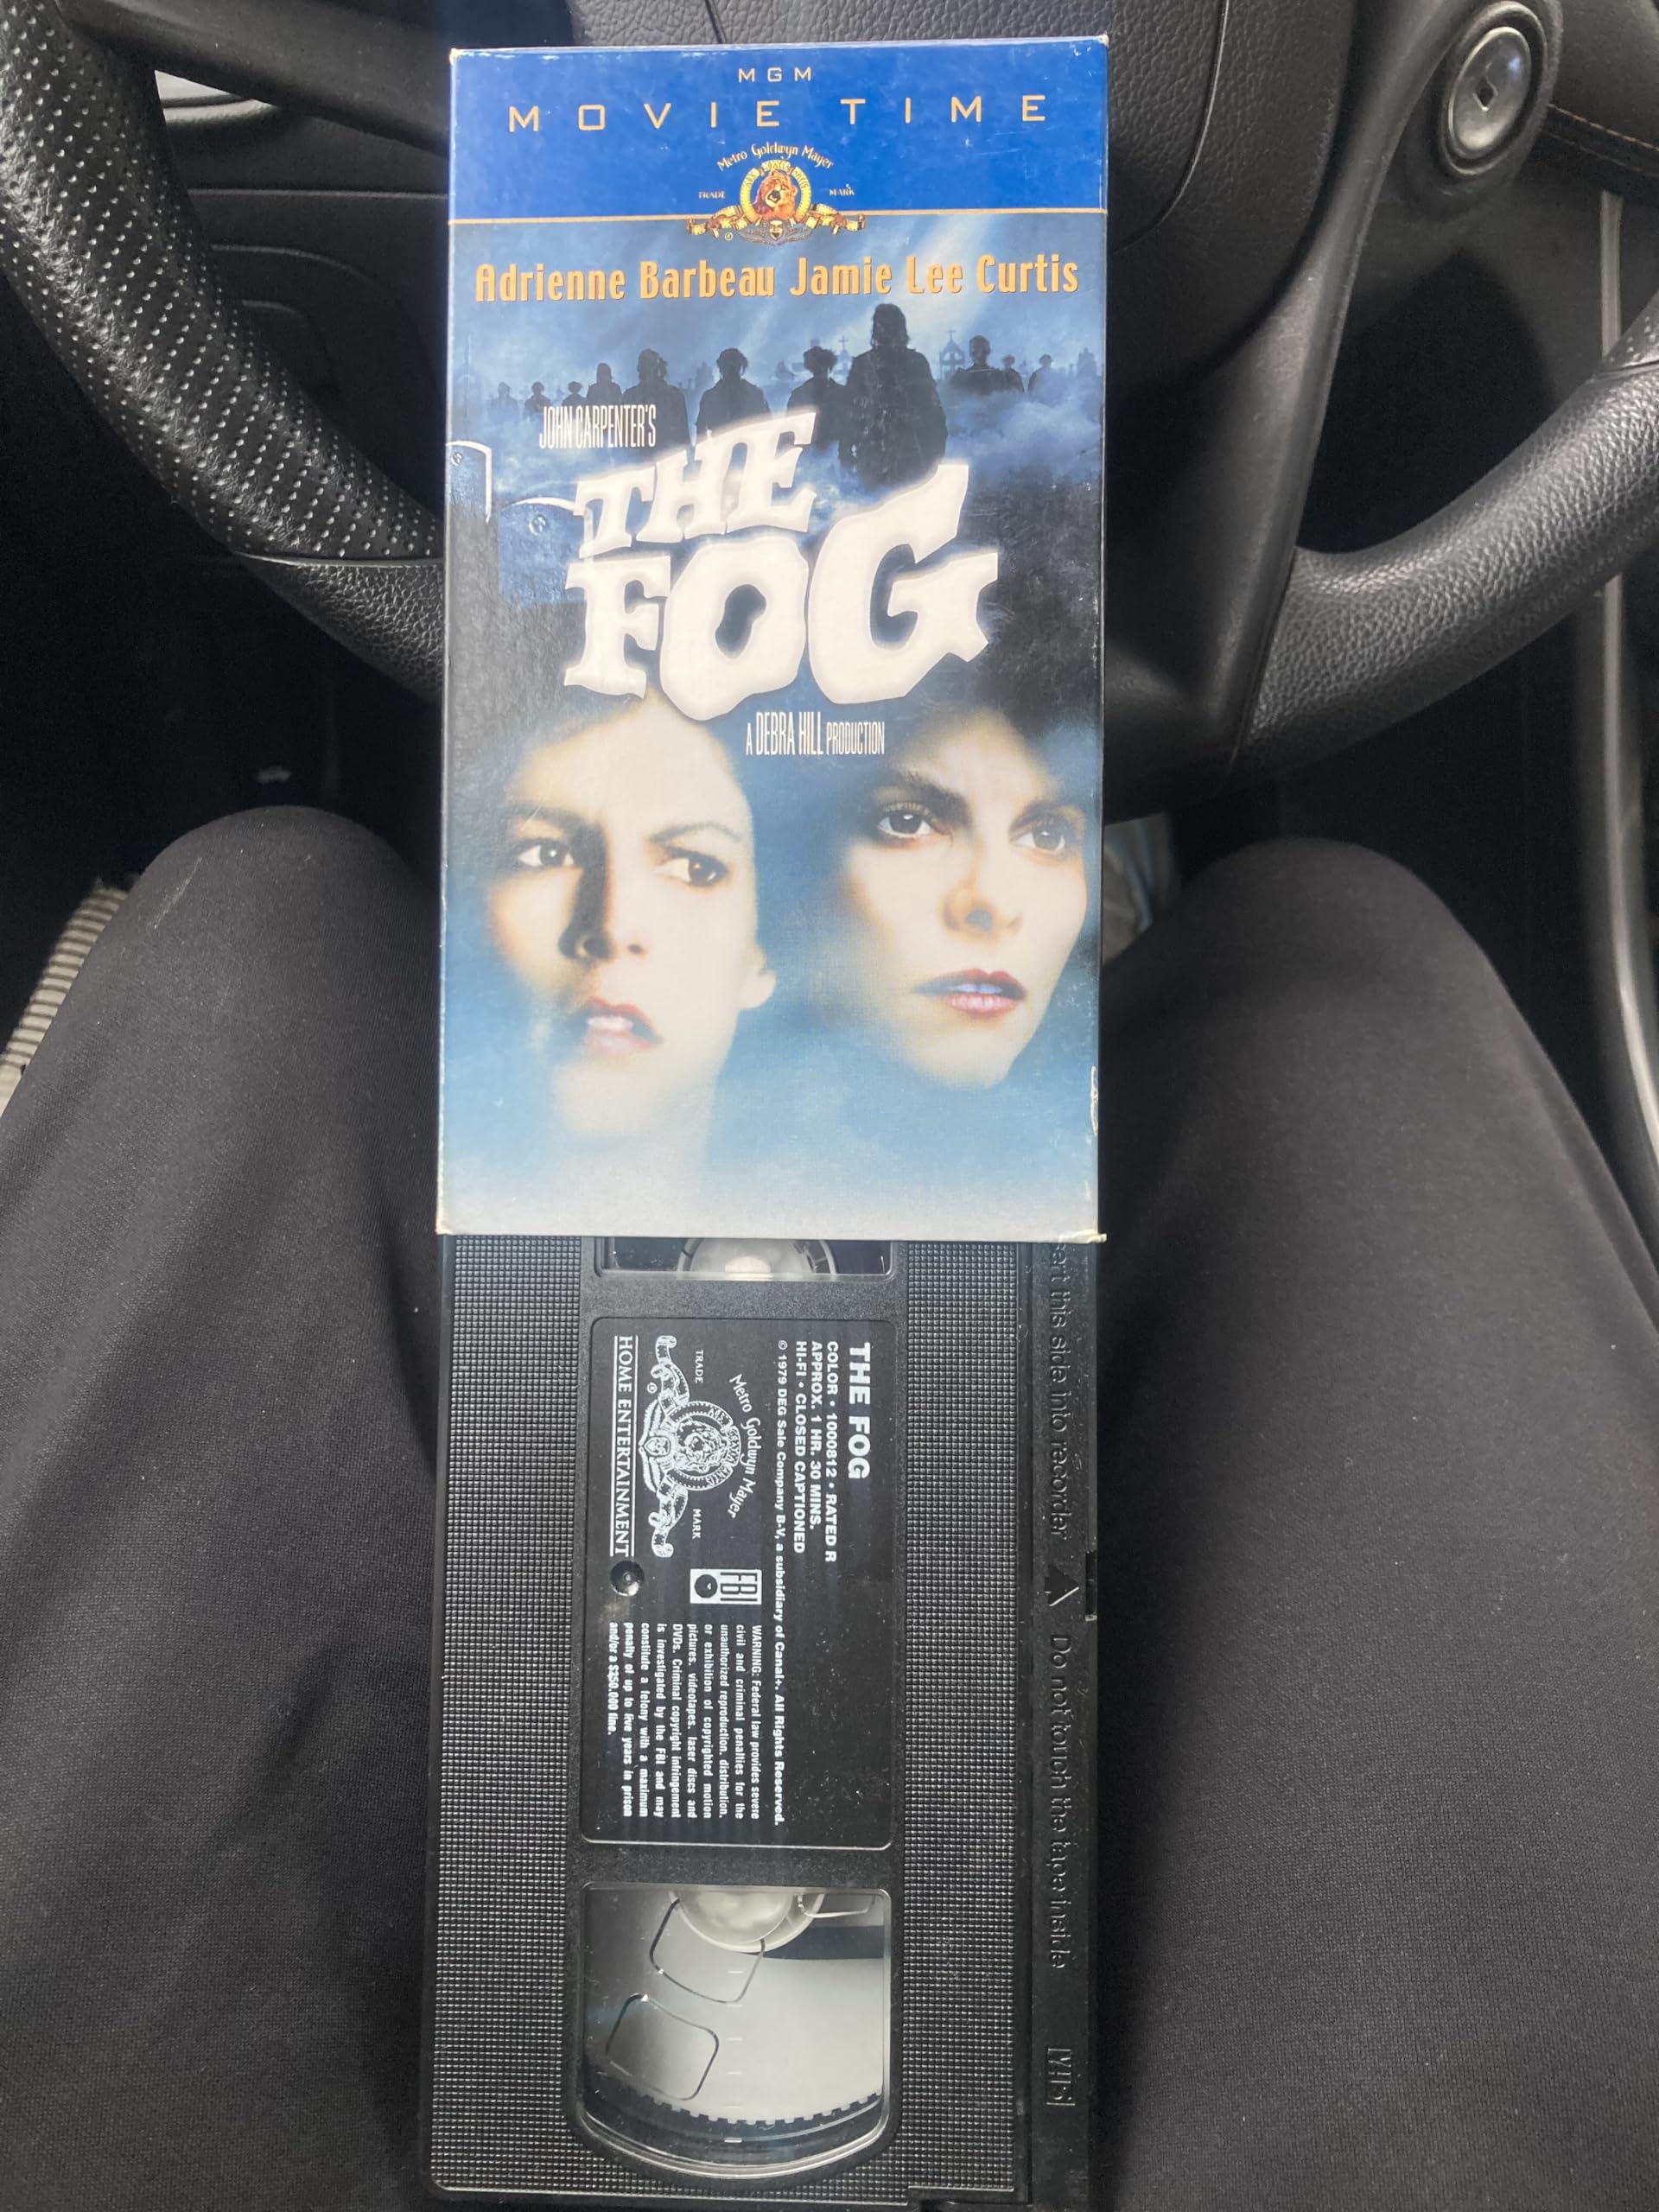 MGM
MOVIE TIME
Metro Goldwyn Mayer
TRADE MARK
Adrienne Barbeau Jamie Lee Curtis
JOHN CARPENTER'S
THE
FOG
A DEBRA HILL PRODUCTION
THE FOG
COLOR • 1000812 • RATED R
APPROX. 1 HR. 30 MINS.
HI-FI • CLOSED CAPTIONED
© 1979 DEG Sale Company B-V, a subsidiary of Canal+. All Rights Reserved.
Metro Goldwyn Mayer
TRADE MARK
®
HOME ENTERTAINMENT
FBI
WARNING: Federal law provides severe
civil and criminal penalties for the
unauthorized reproduction, distribution,
or exhibition of copyrighted motion
pictures, videotapes, laser discs and
DVDs. Criminal copyright infringement
is investigated by the FBI and may
constitute a felony with a maximum
penalty of up to five years in prison
and/or a $250,000 fine.
this side into recorder
Do not touch the tape inside
VHS